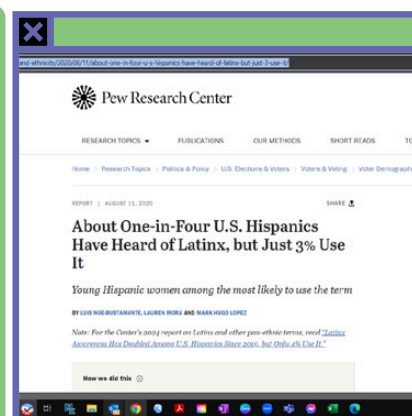 and-ethnicity/2020/08/11/about-one-in-four-u-s-hispanics-have-heard-of-latinx-but-just-3-use-it/
Pew Research Center
RESEARCH TOPICS PUBLICATIONS OUR METHODS SHORT READS TO
Home > Research Topics > Politics & Policy > U.S. Elections & Voters > Voters & Voting > Voter Demographi
REPORT | AUGUST 11, 2020 SHARE
About One-in-Four U.S. Hispanics
Have Heard of Latinx, but Just 3% Use
It
Young Hispanic women among the most likely to use the term
BY LUIS NOE-BUSTAMANTE, LAUREN MORA AND MARK HUGO LOPEZ
Note: For the Center's 2024 report on Latinx and other pan-ethnic terms, read "Latinx
Awareness Has Doubled Among U.S. Hispanics Since 2019, but Only 4% Use It."
How we did this